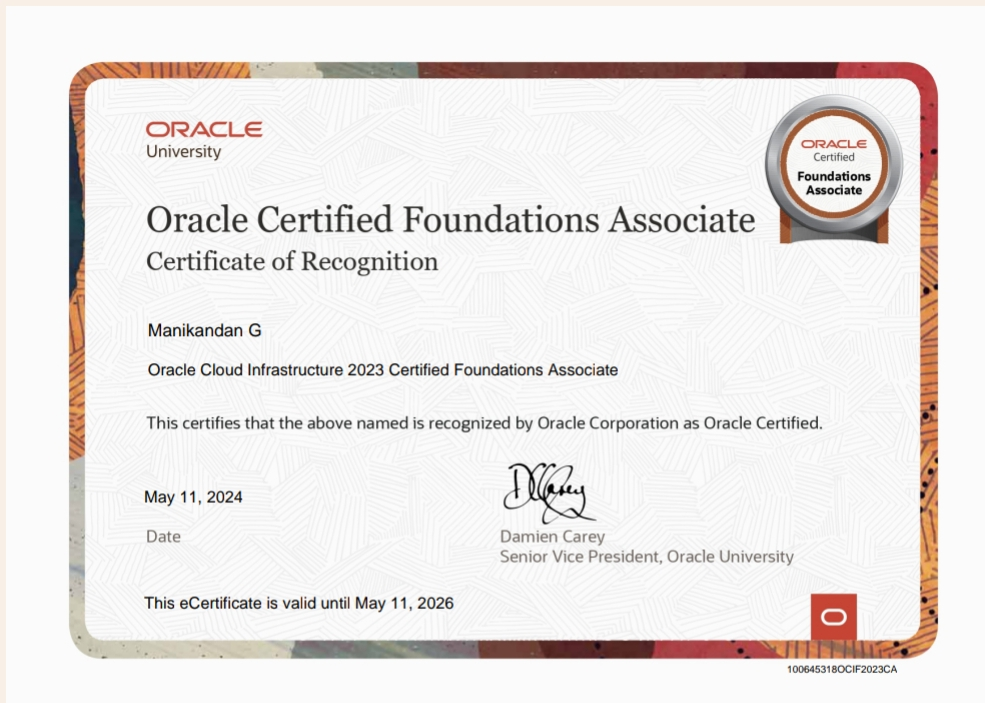 ORACLE
University
ORACLE
Certified
Foundations
Associate
Oracle Certified Foundations Associate
Certificate of Recognition
Manikandan G
Oracle Cloud Infrastructure 2023 Certified Foundations Associate
This certifies that the above named is recognized by Oracle Corporation as Oracle Certified.
May 11, 2024
Date
DCarey
Damien Carey
Senior Vice President, Oracle University
This eCertificate is valid until May 11, 2026
100645318OCIF2023CA